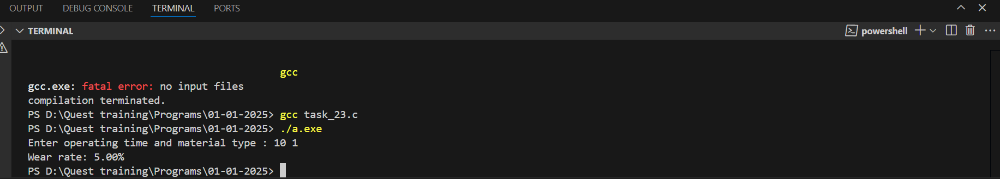 OUTPUT DEBUG CONSOLE TERMINAL PORTS
TERMINAL powershell
gcc
gcc.exe: fatal error: no input files
compilation terminated.
PS D:\Quest training\Programs\01-01-2025> gcc task_23.c
PS D:\Quest training\Programs\01-01-2025> ./a.exe
Enter operating time and material type : 10 1
Wear rate: 5.00%
PS D:\Quest training\Programs\01-01-2025>